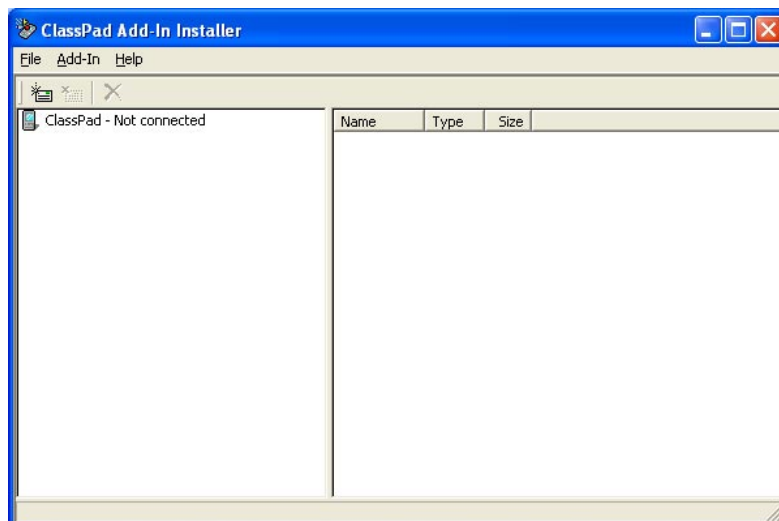 ClassPad Add-In Installer
File Add-In Help
ClassPad - Not connected
Name Type Size